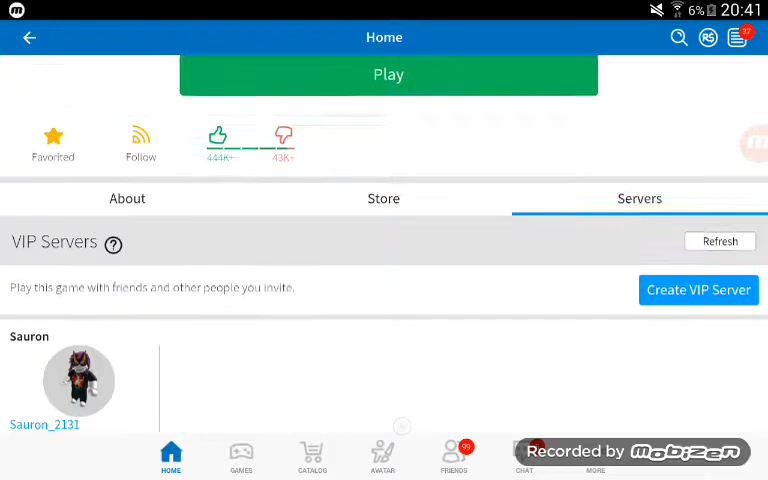 6% 20:41
Home
R$ 37
Play
Favorited Follow 444K+ 43K+
About Store Servers
VIP Servers ? Refresh
Play this game with friends and other people you invite. Create VIP Server
Sauron
Sauron_2131
99
HOME GAMES CATALOG AVATAR FRIENDS CHAT MORE
Recorded by mobizen